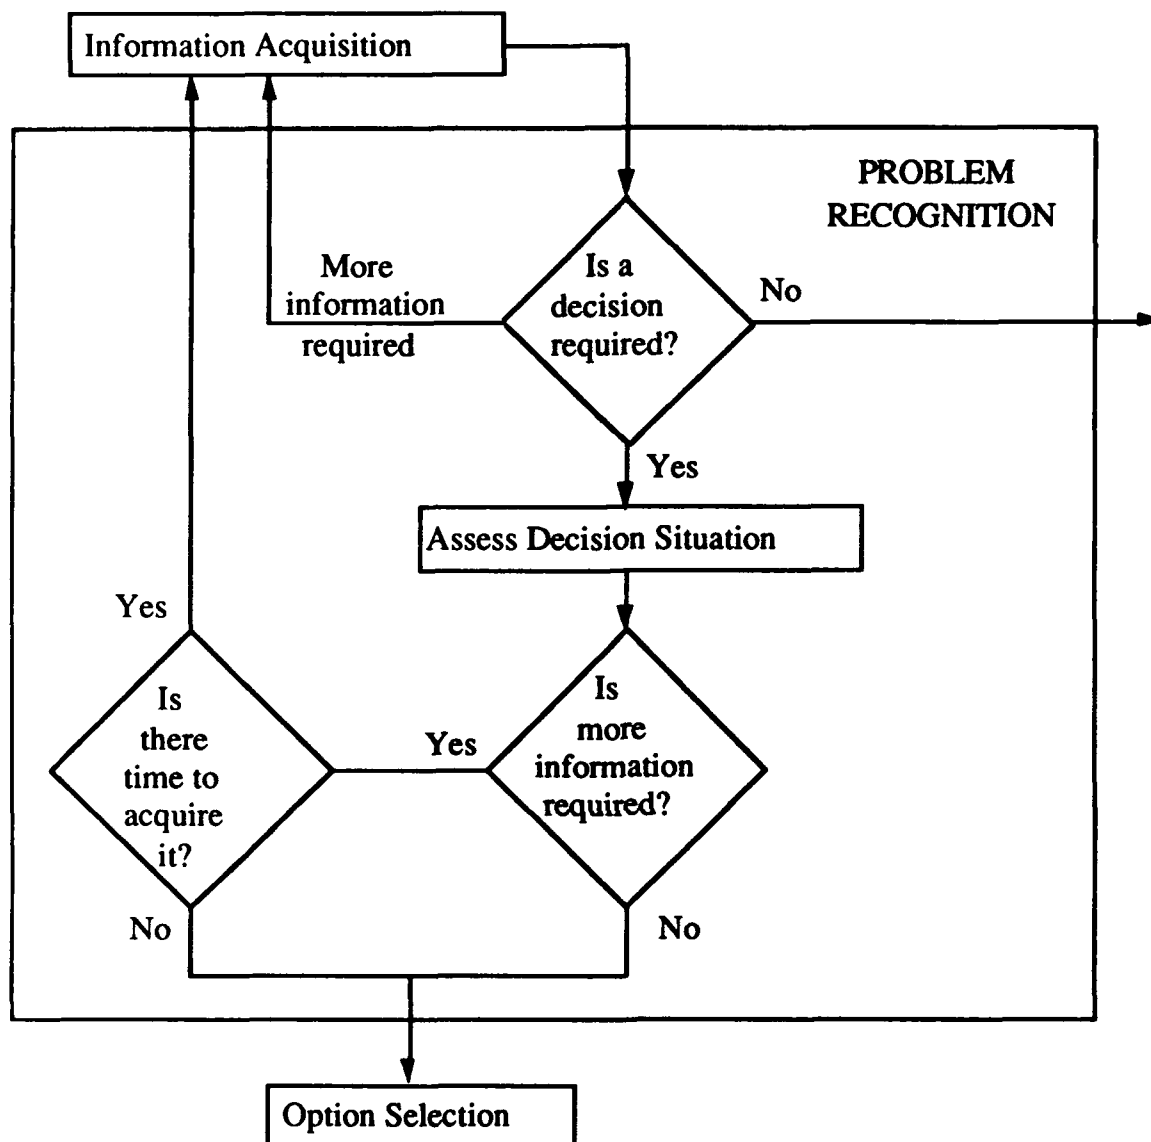 Information Acquisition
PROBLEM
RECOGNITION
More
information
required
Is a
decision
required?
No
Yes
Assess Decision Situation
Yes
Is
there
time to
acquire
it?
Yes
Is
more
information
required?
No
No
Option Selection